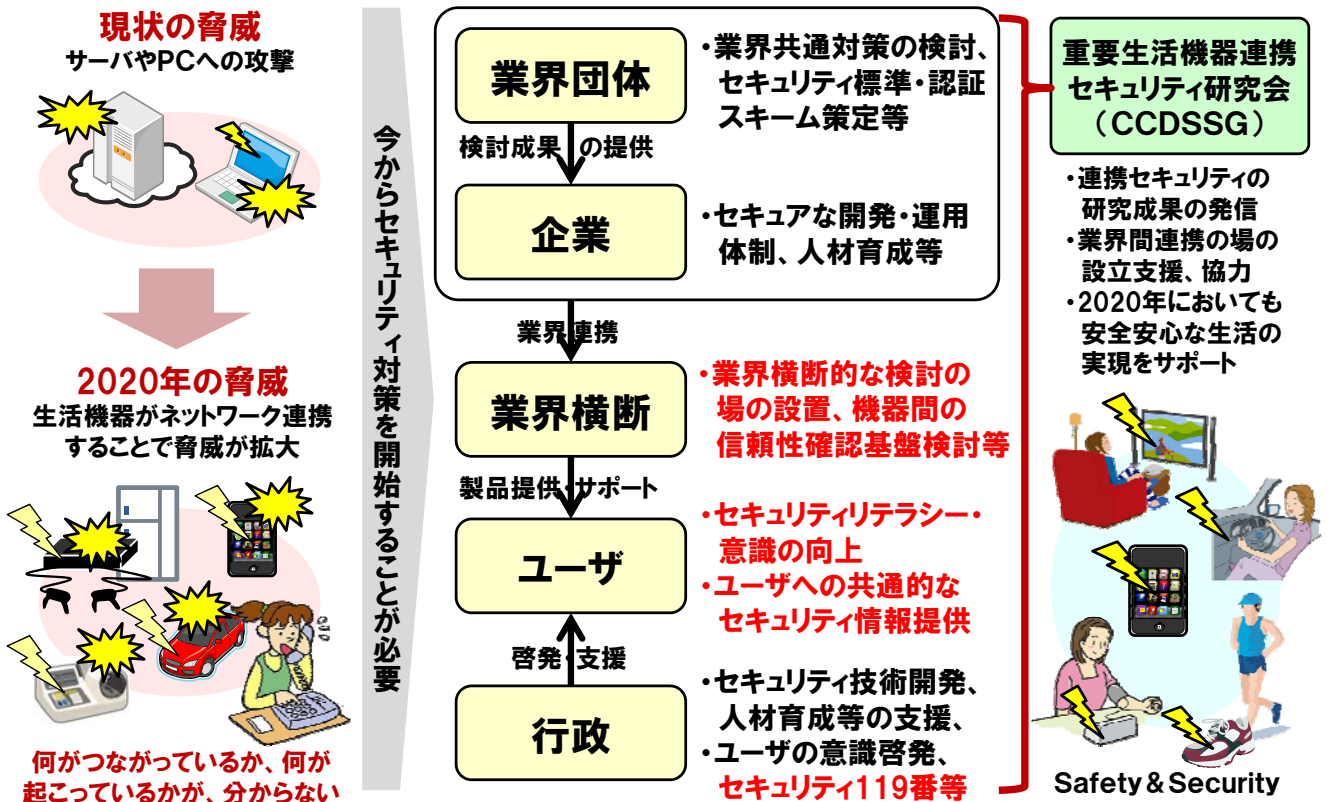 現状の脅威
サーバやPCへの攻撃
2020年の脅威
生活機器がネットワーク連携
することで脅威が拡大
何がつながっているか、何が
起こっているかが、分からない
今からセキュリティ対策を開始することが必要
業界団体
・業界共通対策の検討、
セキュリティ標準・認証
スキーム策定等
検討成果の提供
企業
・セキュアな開発・運用
体制、人材育成等
業界連携
業界横断
・業界横断的な検討の
場の設置、機器間の
信頼性確認基盤検討等
製品提供・サポート
ユーザ
・セキュリティリテラシー・
意識の向上
・ユーザへの共通的な
セキュリティ情報提供
啓発・支援
行政
・セキュリティ技術開発、
人材育成等の支援、
・ユーザの意識啓発、
セキュリティ119番等
重要生活機器連携
セキュリティ研究会
（CCDSSG）
・連携セキュリティの
研究成果の発信
・業界間連携の場の
設立支援、協力
・2020年においても
安全安心な生活の
実現をサポート
Safety＆Security